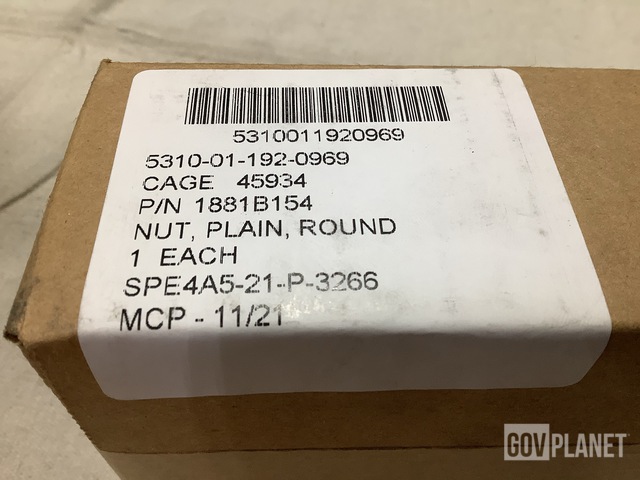 5310011920969
5310-01-192-0969
CAGE 45934
P/N 1881B154
NUT, PLAIN, ROUND
1 EACH
SPE4A5-21-P-3266
MCP - 11/21
GOVPLANET